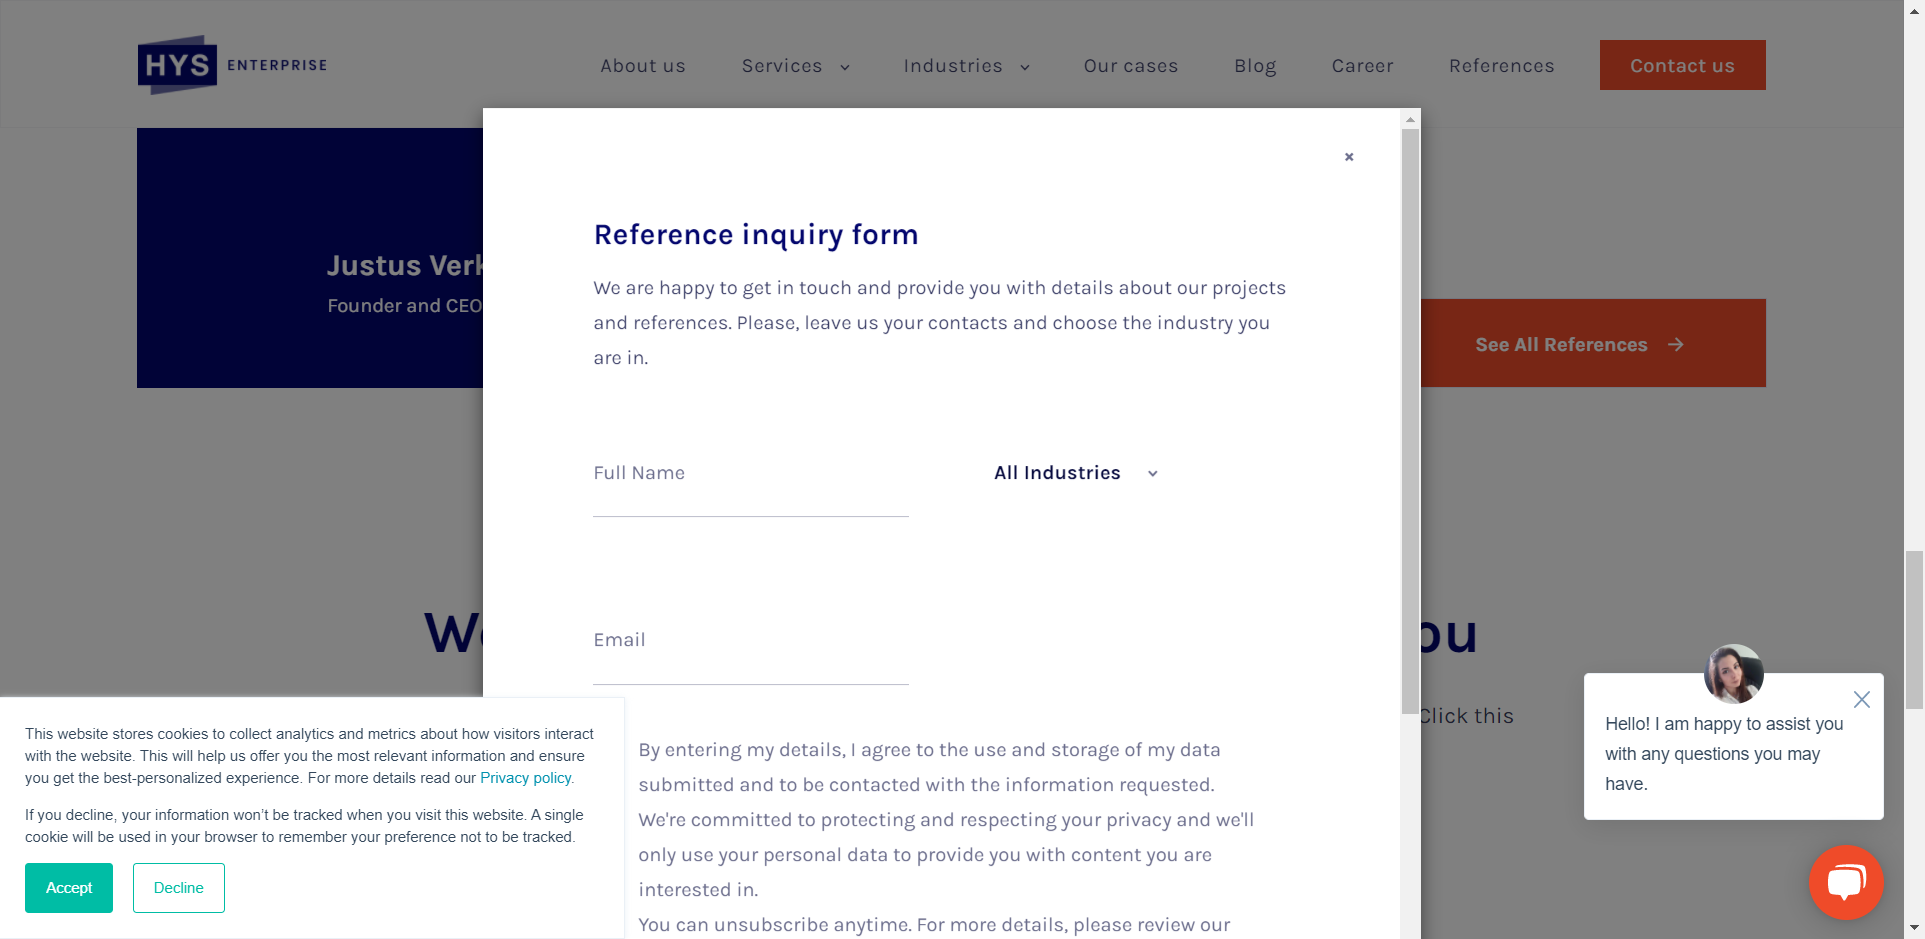 HYS ENTERPRISE
About us Services Industries Our cases Blog Career References Contact us
×
Reference inquiry form
Justus
Founder and CEO
We are happy to get in touch and provide you with details about our projects
and references. Please, leave us your contacts and choose the industry you
are in.
See All References →
Full Name
All Industries
Email
Click this
Hello! I am happy to assist you
with any questions you may
have.
This website stores cookies to collect analytics and metrics about how visitors interact
with the website. This will help us offer you the most relevant information and ensure
you get the best-personalized experience. For more details read our Privacy policy.
If you decline, your information won’t be tracked when you visit this website. A single
cookie will be used in your browser to remember your preference not to be tracked.
Accept
Decline
By entering my details, I agree to the use and storage of my data
submitted and to be contacted with the information requested.
We're committed to protecting and respecting your privacy and we'll
only use your personal data to provide you with content you are
interested in.
You can unsubscribe anytime. For more details, please review our